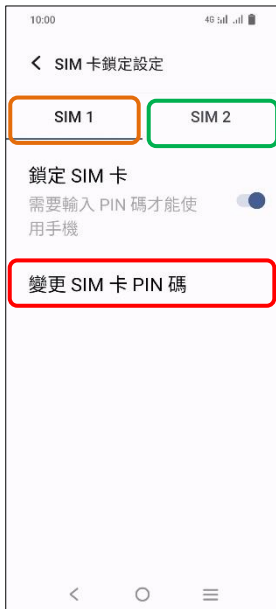 10:00
4G
SIM 卡鎖定設定
SIM 1
SIM 2
鎖定 SIM 卡
需要輸入 PIN 碼才能使
用手機
變更 SIM 卡 PIN 碼